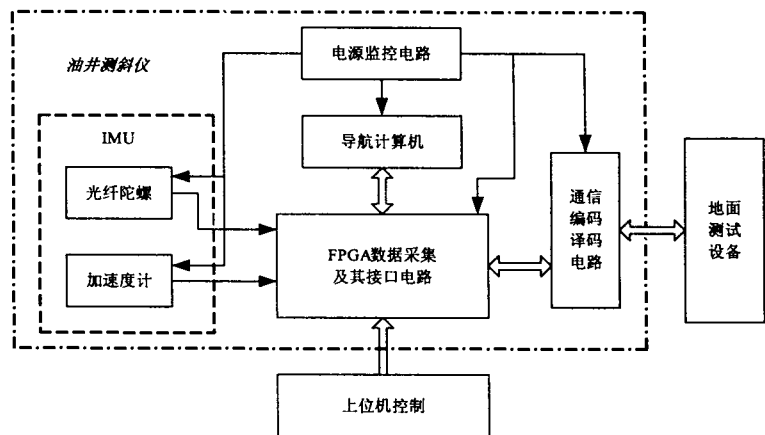 电源监控电路
油井测斜仪
IMU
导航计算机
光纤陀螺
加速度计
FPGA数据采集
及其接口电路
通信
编码
译码
电路
地面
测试
设备
上位机控制